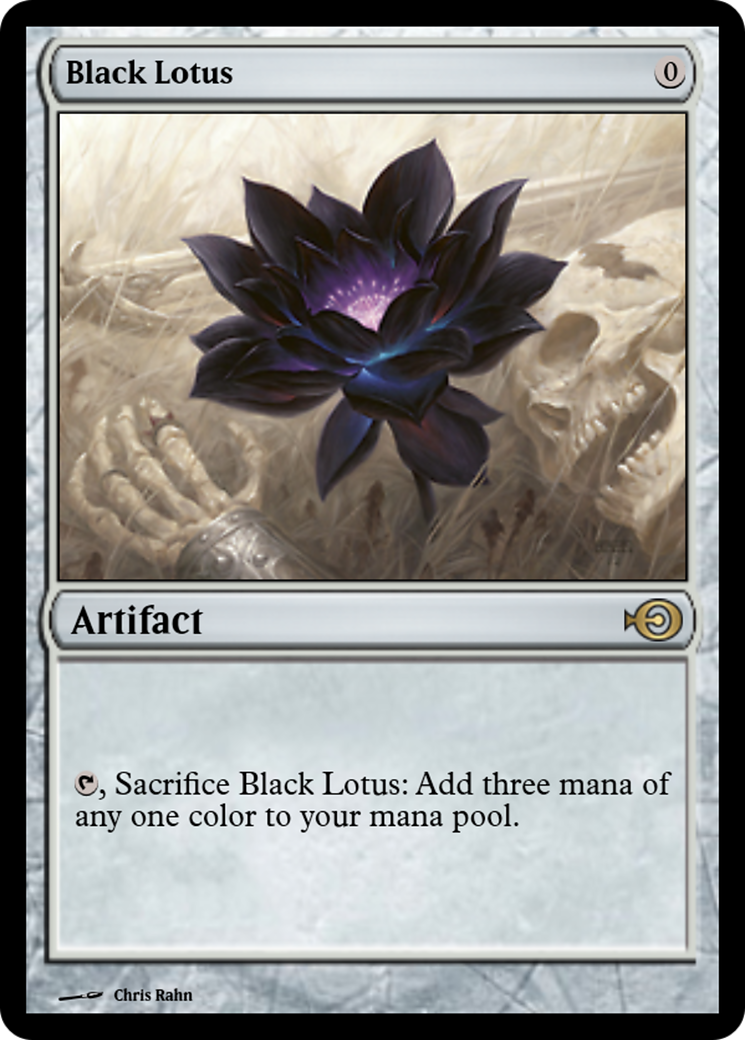 Black Lotus 0
Artifact
, Sacrifice Black Lotus: Add three mana of
any one color to your mana pool.
Chris Rahn